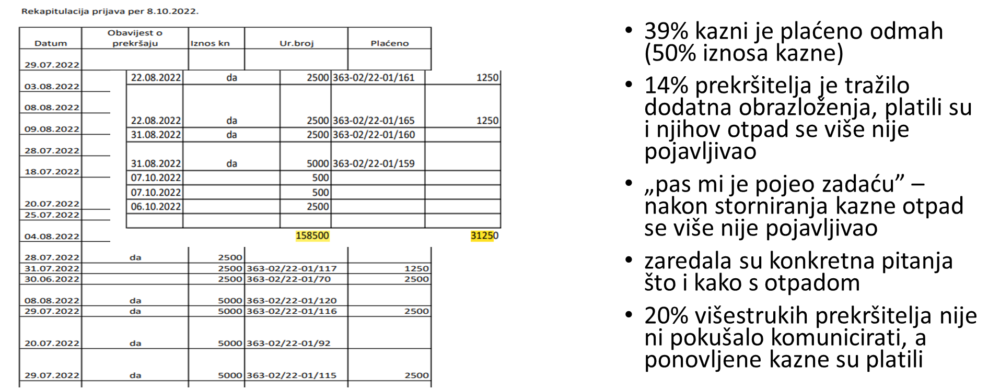 Rekapitulacija prijava per 8.10.2022.
Datum Obavijest o prekršaju Iznos kn Ur.broj Plaćeno
29.07.2022
03.08.2022
08.08.2022
09.08.2022
28.07.2022
18.07.2022
20.07.2022
25.07.2022
04.08.2022
22.08.2022 da 2500 363-02/22-01/161 1250
22.08.2022 da 2500 363-02/22-01/165 1250
31.08.2022 da 2500 363-02/22-01/160
31.08.2022 da 5000 363-02/22-01/159
07.10.2022 500
07.10.2022 500
06.10.2022 2500
158500 31250
28.07.2022 da 2500
31.07.2022 2500 363-02/22-01/117 1250
30.06.2022 2500 363-02/22-01/70 2500
08.08.2022 da 5000 363-02/22-01/120
29.07.2022 da 5000 363-02/22-01/116 2500
20.07.2022 da 5000 363-02/22-01/92
29.07.2022 da 5000 363-02/22-01/115 2500
• 39% kazni je plaćeno odmah
(50% iznosa kazne)
• 14% prekršitelja je tražilo
dodatna obrazloženja, platili su
i njihov otpad se više nije
pojavljivao
• „pas mi je pojeo zadaću” –
nakon storniranja kazne otpad
se više nije pojavljivao
• zaredala su konkretna pitanja
što i kako s otpadom
• 20% višestrukih prekršitelja nije
ni pokušalo komunicirati, a
ponovljene kazne su platili